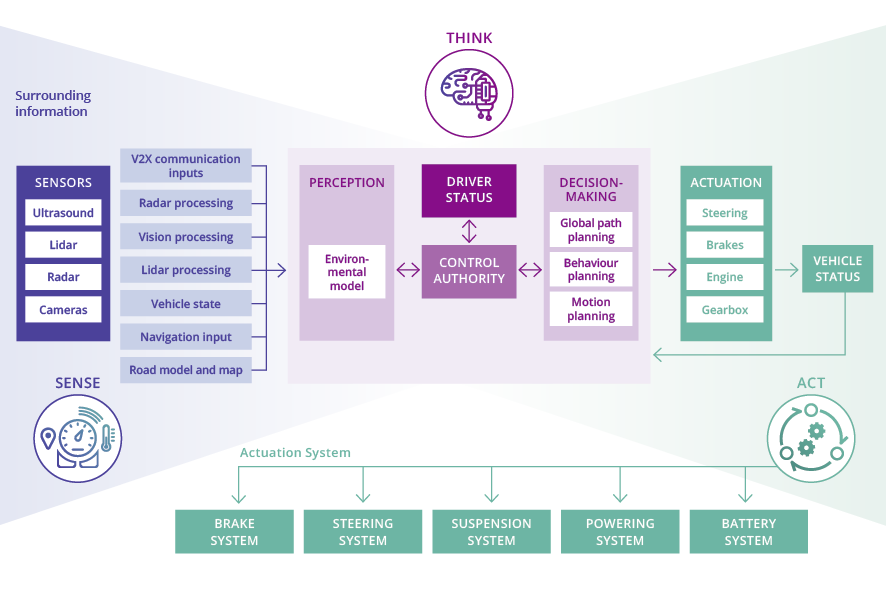 THINK
Surrounding
information
SENSORS
Ultrasound
Lidar
Radar
Cameras
V2X communication
inputs
Radar processing
Vision processing
Lidar processing
Vehicle state
Navigation input
Road model and map
PERCEPTION
Environ-
mental
model
DRIVER
STATUS
CONTROL
AUTHORITY
DECISION-
MAKING
Global path
planning
Behaviour
planning
Motion
planning
ACTUATION
Steering
Brakes
Engine
Gearbox
VEHICLE
STATUS
SENSE
ACT
Actuation System
BRAKE
SYSTEM
STEERING
SYSTEM
SUSPENSION
SYSTEM
POWERING
SYSTEM
BATTERY
SYSTEM